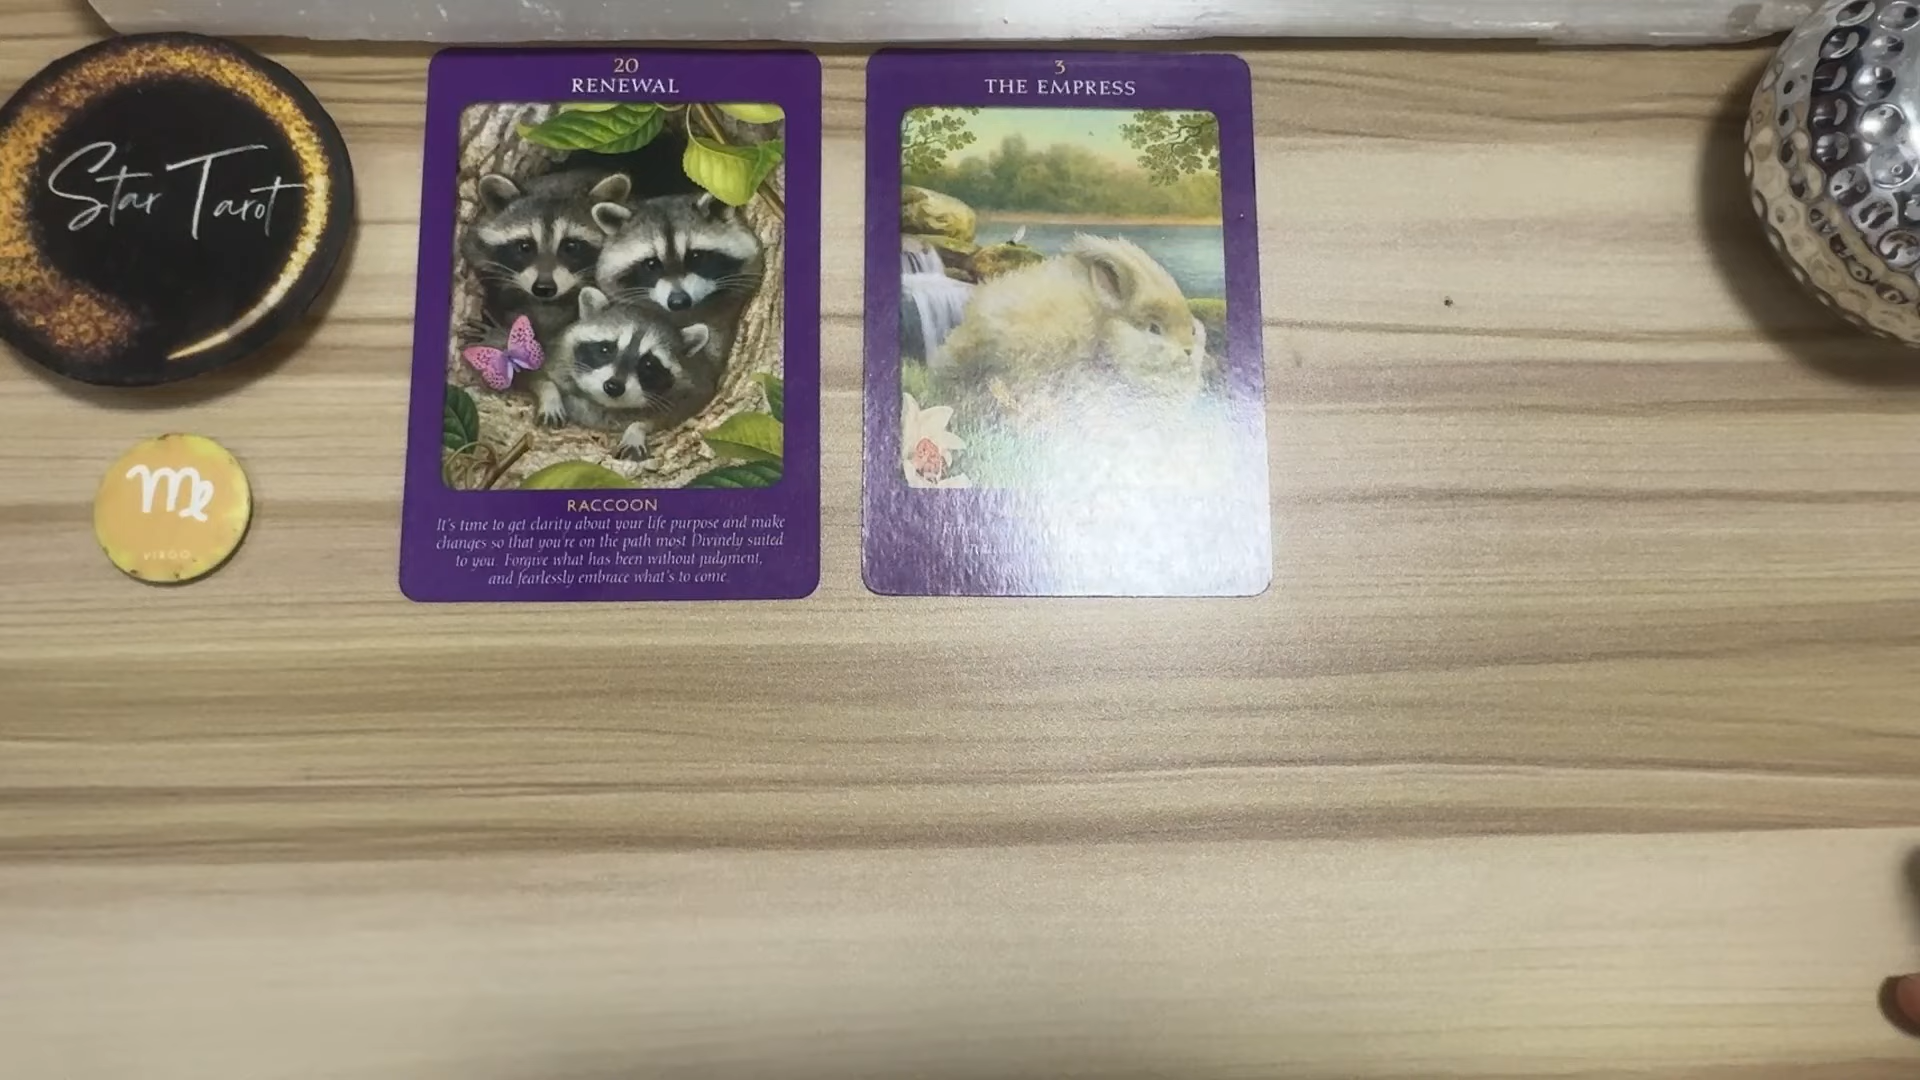 Star Tarot
VIRGO
20
RENEWAL
RACCOON
It's time to get clarity about your life purpose and make
changes so that you're on the path most Divinely suited
to you. Forgive what has been without judgment,
and fearlessly embrace what's to come.
3
THE EMPRESS